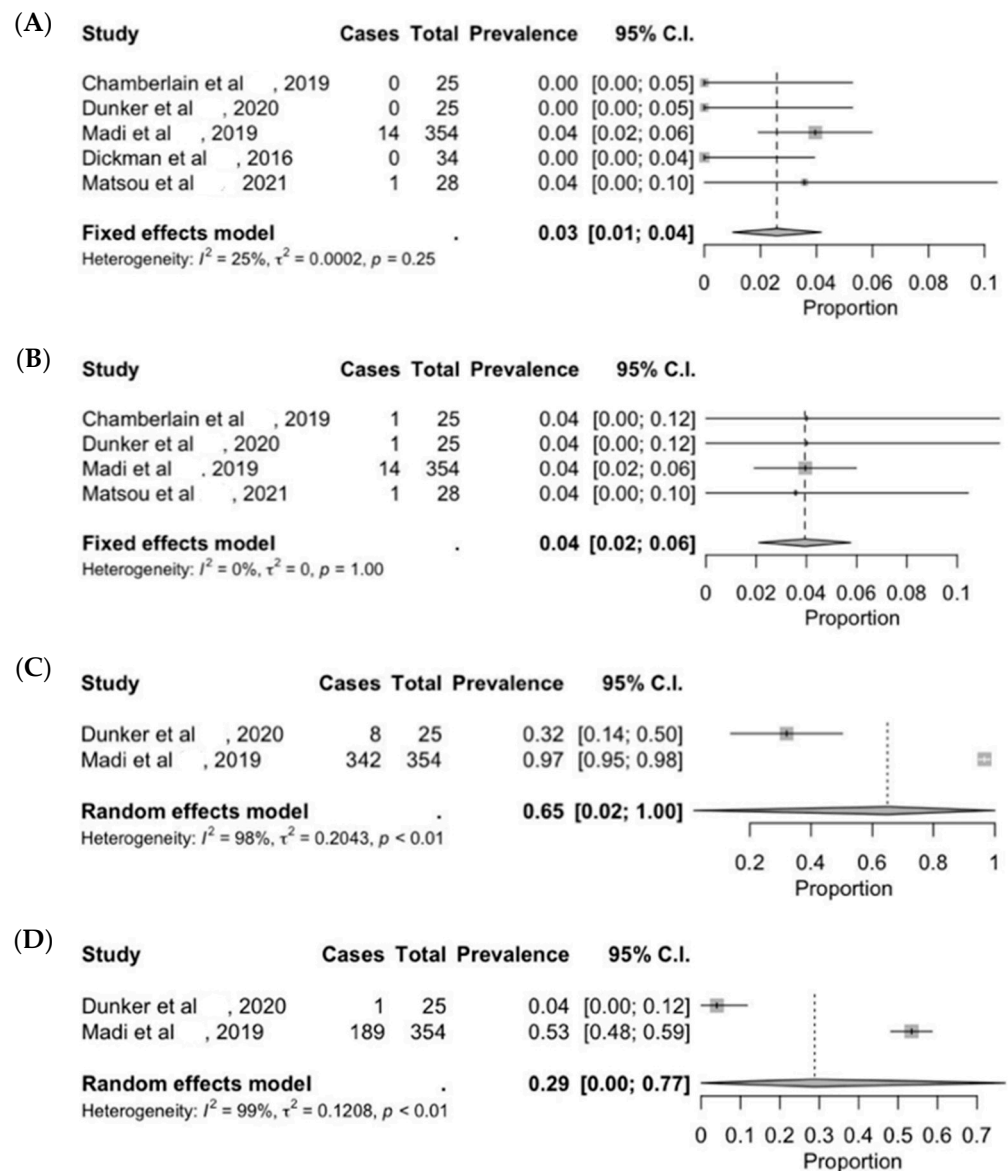 (A)
Study Cases Total Prevalence 95% C.I.
Chamberlain et al , 2019 0 25 0.00 [0.00; 0.05]
Dunker et al , 2020 0 25 0.00 [0.00; 0.05]
Madi et al , 2019 14 354 0.04 [0.02; 0.06]
Dickman et al , 2016 0 34 0.00 [0.00; 0.04]
Matsou et al 2021 1 28 0.04 [0.00; 0.10]
Fixed effects model . 0.03 [0.01; 0.04]
Heterogeneity: I² = 25%, τ² = 0.0002, p = 0.25
0 0.02 0.04 0.06 0.08 0.1
Proportion
(B)
Study Cases Total Prevalence 95% C.I.
Chamberlain et al , 2019 1 25 0.04 [0.00; 0.12]
Dunker et al , 2020 1 25 0.04 [0.00; 0.12]
Madi et al . 2019 14 354 0.04 [0.02; 0.06]
Matsou et al , 2021 1 28 0.04 [0.00; 0.10]
Fixed effects model . 0.04 [0.02; 0.06]
Heterogeneity: I² = 0%, τ² = 0, p = 1.00
0 0.02 0.04 0.06 0.08 0.1
Proportion
(C)
Study Cases Total Prevalence 95% C.I.
Dunker et al , 2020 8 25 0.32 [0.14; 0.50]
Madi et al , 2019 342 354 0.97 [0.95; 0.98]
Random effects model . 0.65 [0.02; 1.00]
Heterogeneity: I² = 98%, τ² = 0.2043, p < 0.01
0.2 0.4 0.6 0.8 1
Proportion
(D)
Study Cases Total Prevalence 95% C.I.
Dunker et al , 2020 1 25 0.04 [0.00; 0.12]
Madi et al , 2019 189 354 0.53 [0.48; 0.59]
Random effects model . 0.29 [0.00; 0.77]
Heterogeneity: I² = 99%, τ² = 0.1208, p < 0.01
0 0.1 0.2 0.3 0.4 0.5 0.6 0.7
Proportion